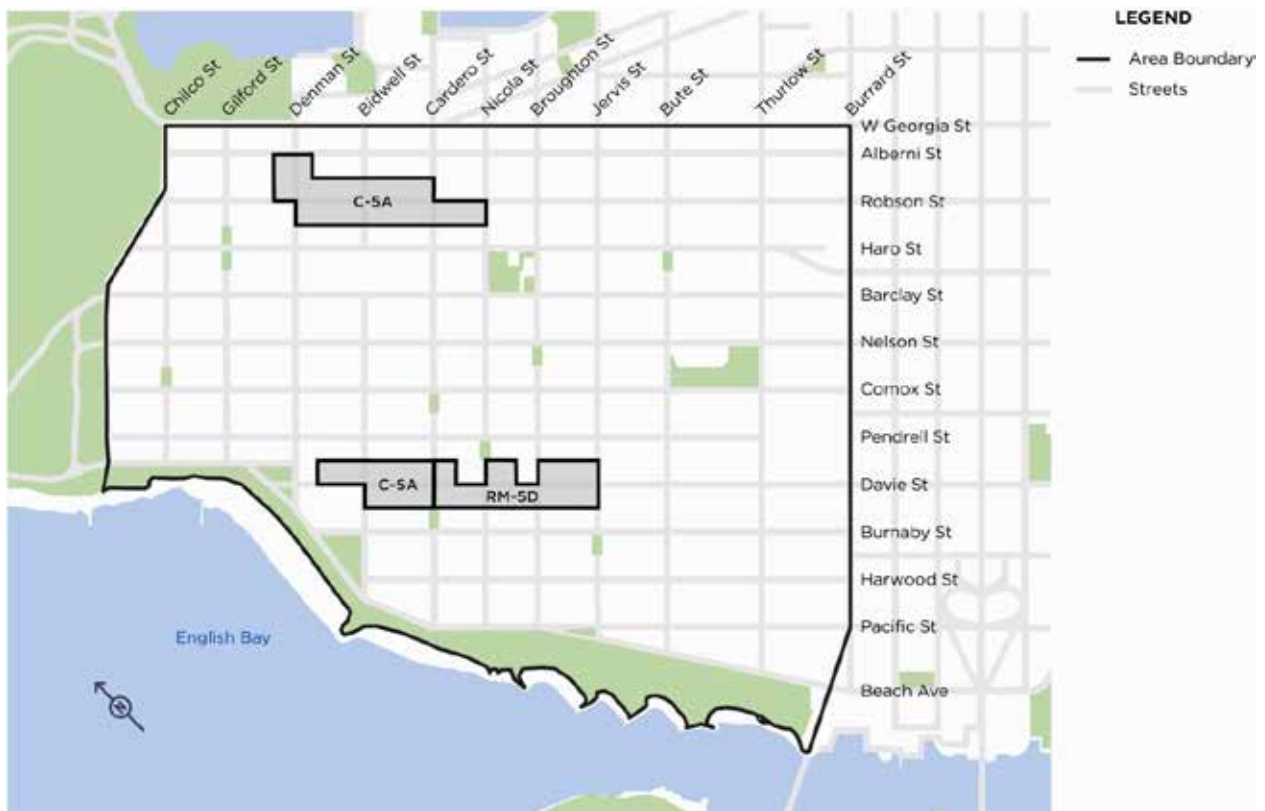 LEGEND
Area Boundary
Streets
Chilco St
Gilford St
Denman St
Bidwell St
Cardero St
Nicola St
Broughton St
Jervis St
Bute St
Thurlow St
Burrard St
W Georgia St
Alberni St
C-5A
Robson St
Haro St
Barclay St
Nelson St
Comox St
Pendrell St
C-5A
RM-5D
Davie St
Burnaby St
Harwood St
Pacific St
English Bay
Beach Ave
N